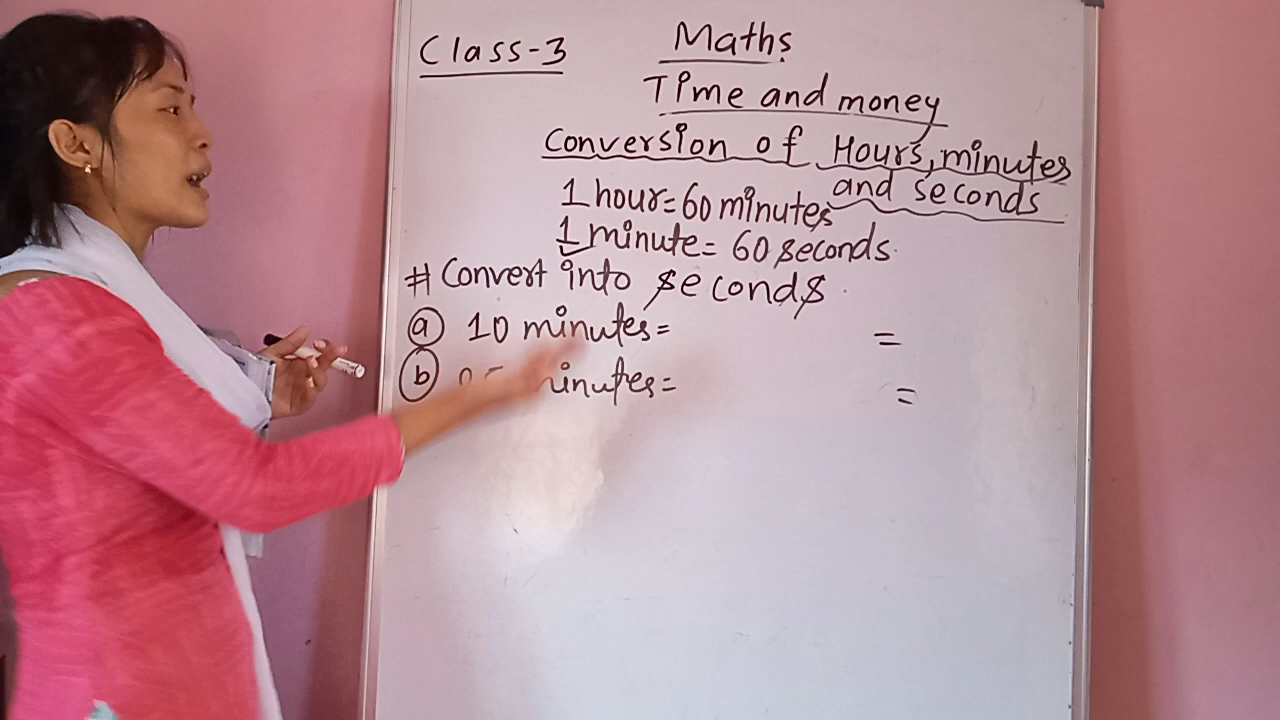 Class-3
Maths
Time and money
Conversion of Hours, minutes
and seconds
1 hour = 60 minutes
1 minute = 60 seconds.
# Convert into seconds.
(a) 10 minutes = =
(b) minutes = =